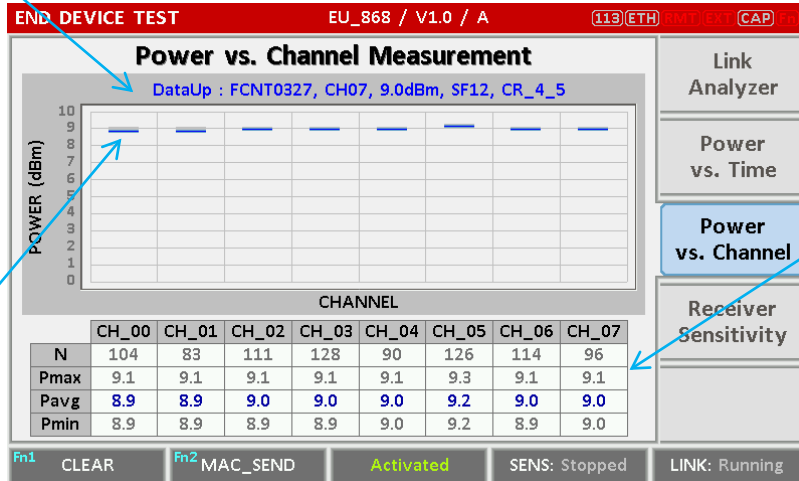 END DEVICE TEST EU_868 / V1.0 / A (113) (ETH) RMT EXT (CAP) Fn
Power vs. Channel Measurement
DataUp : FCNT0327, CH07, 9.0dBm, SF12, CR_4_5
POWER (dBm)
10
9
8
7
6
5
4
3
2
1
0
CHANNEL
CH_00 CH_01 CH_02 CH_03 CH_04 CH_05 CH_06 CH_07
N 104 83 111 128 90 126 114 96
Pmax 9.1 9.1 9.1 9.1 9.1 9.3 9.1 9.1
Pavg 8.9 8.9 9.0 9.0 9.0 9.2 9.0 9.0
Pmin 8.9 8.9 8.9 8.9 9.0 9.2 8.9 9.0
Link
Analyzer
Power
vs. Time
Power
vs. Channel
Receiver
Sensitivity
Fn1 CLEAR Fn2 MAC_SEND Activated SENS: Stopped LINK: Running